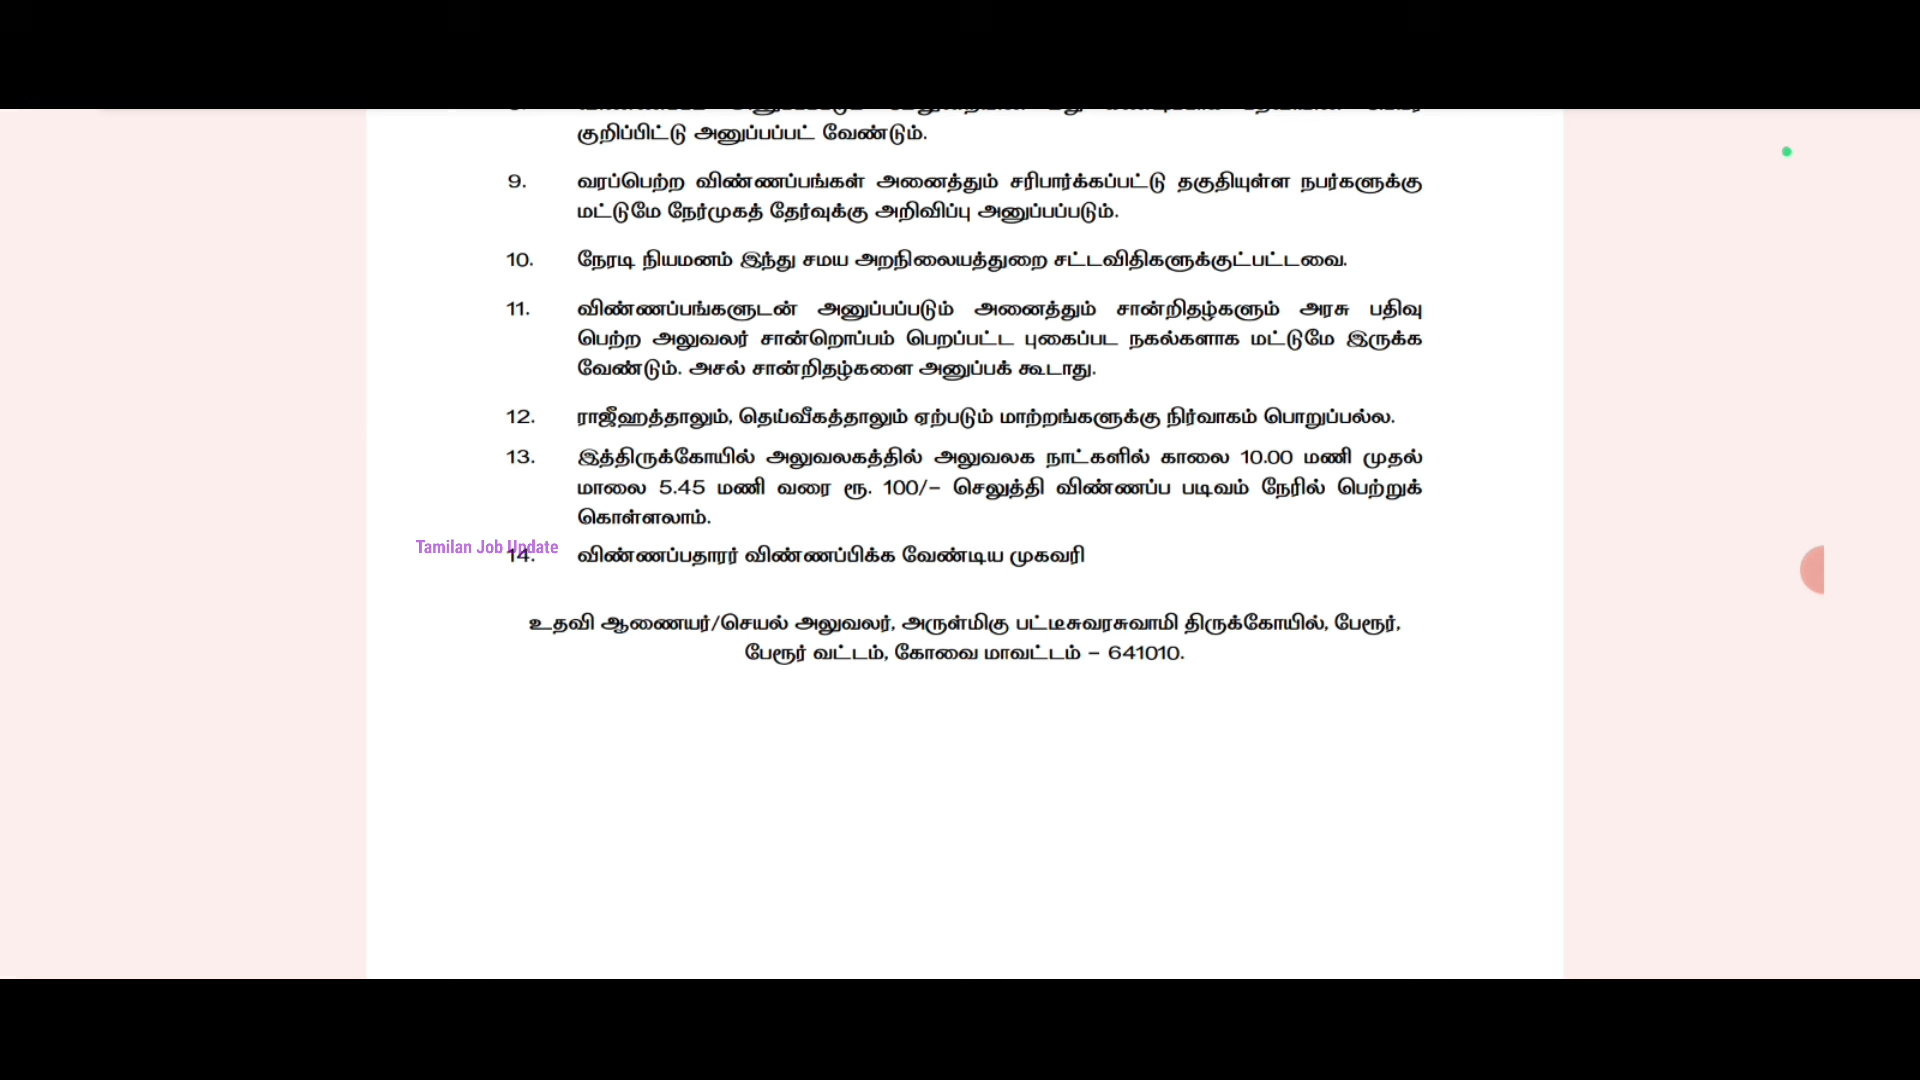 குறிப்பிட்டு அனுப்பப்பட் வேண்டும்.
9. வரப்பெற்ற விண்ணப்பங்கள் அனைத்தும் சரிபார்க்கப்பட்டு தகுதியுள்ள நபர்களுக்கு
மட்டுமே நேர்முகத் தேர்வுக்கு அறிவிப்பு அனுப்பப்படும்.
10. நேரடி நியமனம் இந்து சமய அறநிலையத்துறை சட்டவிதிகளுக்குட்பட்டவை.
11. விண்ணப்பங்களுடன் அனுப்பப்படும் அனைத்தும் சான்றிதழ்களும் அரசு பதிவு
பெற்ற அலுவலர் சான்றொப்பம் பெறப்பட்ட புகைப்பட நகல்களாக மட்டுமே இருக்க
வேண்டும். அசல் சான்றிதழ்களை அனுப்பக் கூடாது.
12. ராஜீஹத்தாலும், தெய்வீகத்தாலும் ஏற்படும் மாற்றங்களுக்கு நிர்வாகம் பொறுப்பல்ல.
13. இத்திருக்கோயில் அலுவலகத்தில் அலுவலக நாட்களில் காலை 10.00 மணி முதல்
மாலை 5.45 மணி வரை ரூ. 100/– செலுத்தி விண்ணப்ப படிவம் நேரில் பெற்றுக்
கொள்ளலாம்.
Tamilan Job Update
14. விண்ணப்பதாரர் விண்ணப்பிக்க வேண்டிய முகவரி
உதவி ஆணையர்/செயல் அலுவலர், அருள்மிகு பட்டீசுவரசுவாமி திருக்கோயில், பேரூர்,
பேரூர் வட்டம், கோவை மாவட்டம் – 641010.